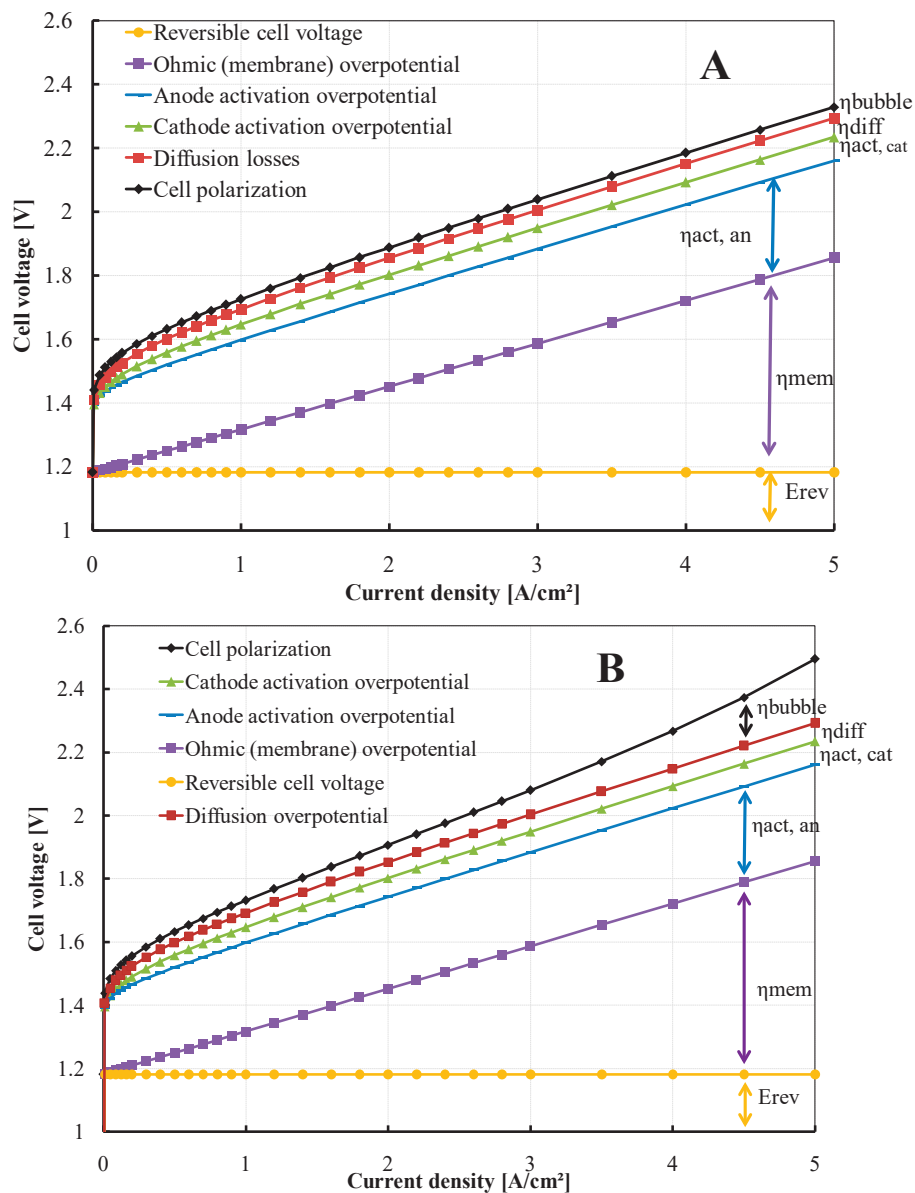 2.6
Reversible cell voltage
Ohmic (membrane) overpotential
Anode activation overpotential
Cathode activation overpotential
Diffusion losses
Cell polarization
A
ηbubble
ηdiff
ηact, cat
ηact, an
ηmem
Erev
2.4
2.2
2
1.8
1.6
1.4
1.2
1
Cell voltage [V]
0 1 2 3 4 5
Current density [A/cm²]
2.6
Cell polarization
Cathode activation overpotential
Anode activation overpotential
Ohmic (membrane) overpotential
Reversible cell voltage
Diffusion overpotential
B
ηbubble
ηdiff
ηact, cat
ηact, an
ηmem
Erev
2.4
2.2
2
1.8
1.6
1.4
1.2
1
Cell voltage [V]
0 1 2 3 4 5
Current density [A/cm²]